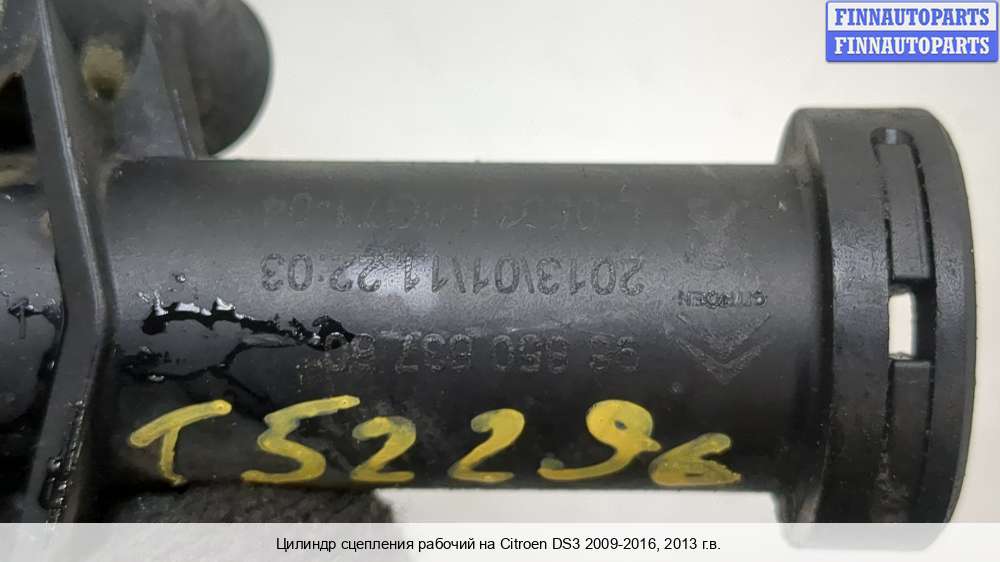 FINNAUTOPARTS
FINNAUTOPARTS
2013\01\11 22:03
CITROEN
T52296
Цилиндр сцепления рабочий на Citroen DS3 2009-2016, 2013 г.в.